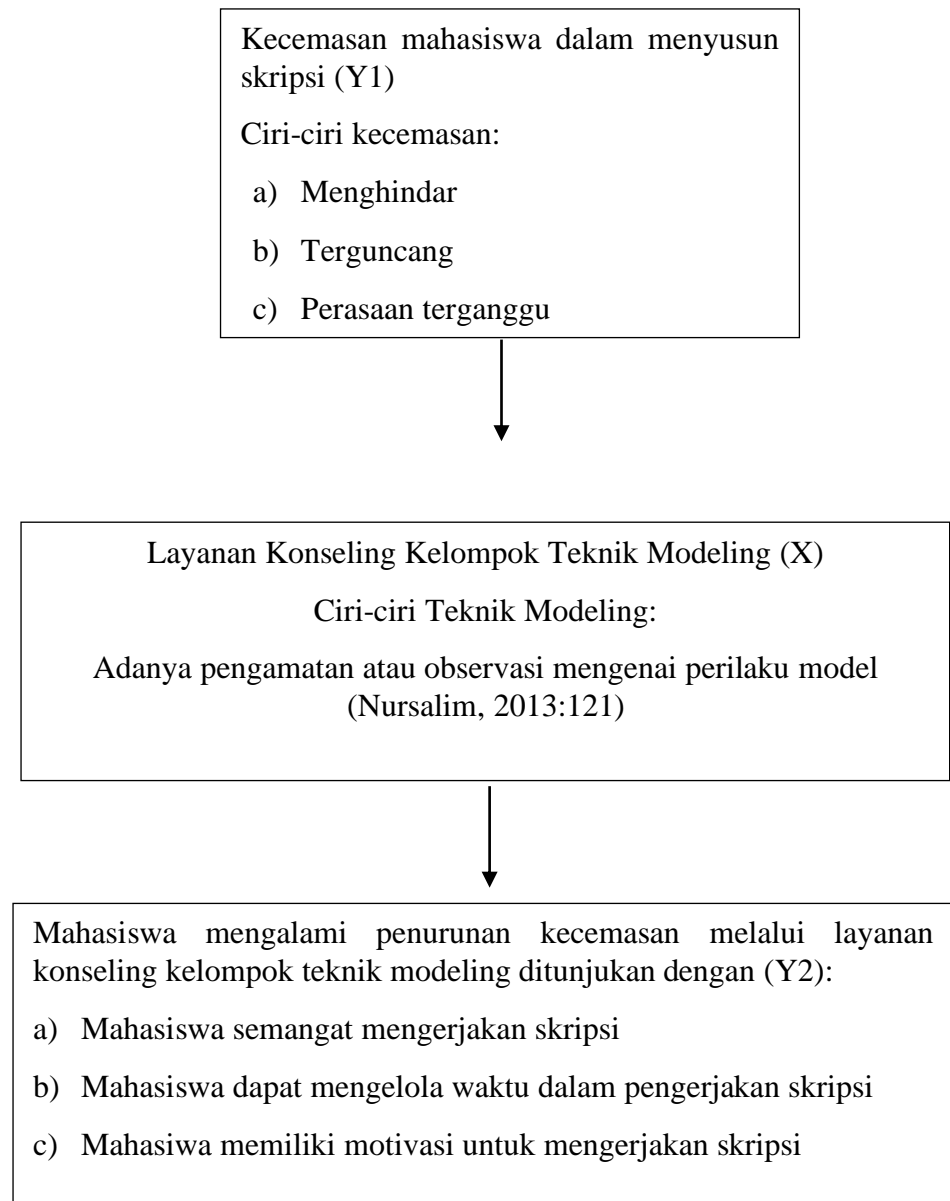 Kecemasan mahasiswa dalam menyusun
skripsi (Y1)
Ciri-ciri kecemasan:
a) Menghindar
b) Terguncang
c) Perasaan terganggu
Layanan Konseling Kelompok Teknik Modeling (X)
Ciri-ciri Teknik Modeling:
Adanya pengamatan atau observasi mengenai perilaku model
(Nursalim, 2013:121)
Mahasiswa mengalami penurunan kecemasan melalui layanan
konseling kelompok teknik modeling ditunjukan dengan (Y2):
a) Mahasiswa semangat mengerjakan skripsi
b) Mahasiswa dapat mengelola waktu dalam pengerjakan skripsi
c) Mahasiwa memiliki motivasi untuk mengerjakan skripsi